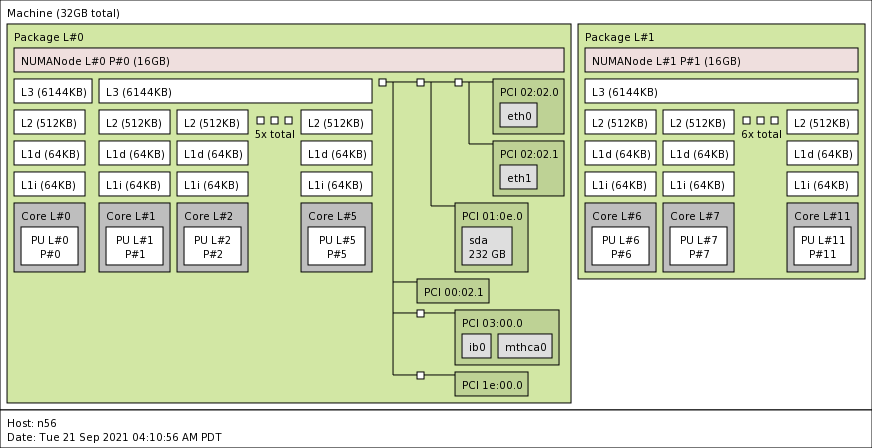 Machine (32GB total)
Package L#0
NUMANode L#0 P#0 (16GB)
L3 (6144KB)
L3 (6144KB)
L2 (512KB)
L2 (512KB)
L2 (512KB)
5x total
L2 (512KB)
L1d (64KB)
L1d (64KB)
L1d (64KB)
L1d (64KB)
L1i (64KB)
L1i (64KB)
L1i (64KB)
L1i (64KB)
Core L#0
PU L#0
P#0
Core L#1
PU L#1
P#1
Core L#2
PU L#2
P#2
Core L#5
PU L#5
P#5
PCI 02:02.0
eth0
PCI 02:02.1
eth1
PCI 01:0e.0
sda
232 GB
PCI 00:02.1
PCI 03:00.0
ib0
mthca0
PCI 1e:00.0
Package L#1
NUMANode L#1 P#1 (16GB)
L3 (6144KB)
L2 (512KB)
L2 (512KB)
6x total
L2 (512KB)
L1d (64KB)
L1d (64KB)
L1d (64KB)
L1i (64KB)
L1i (64KB)
L1i (64KB)
Core L#6
PU L#6
P#6
Core L#7
PU L#7
P#7
Core L#11
PU L#11
P#11
Host: n56
Date: Tue 21 Sep 2021 04:10:56 AM PDT